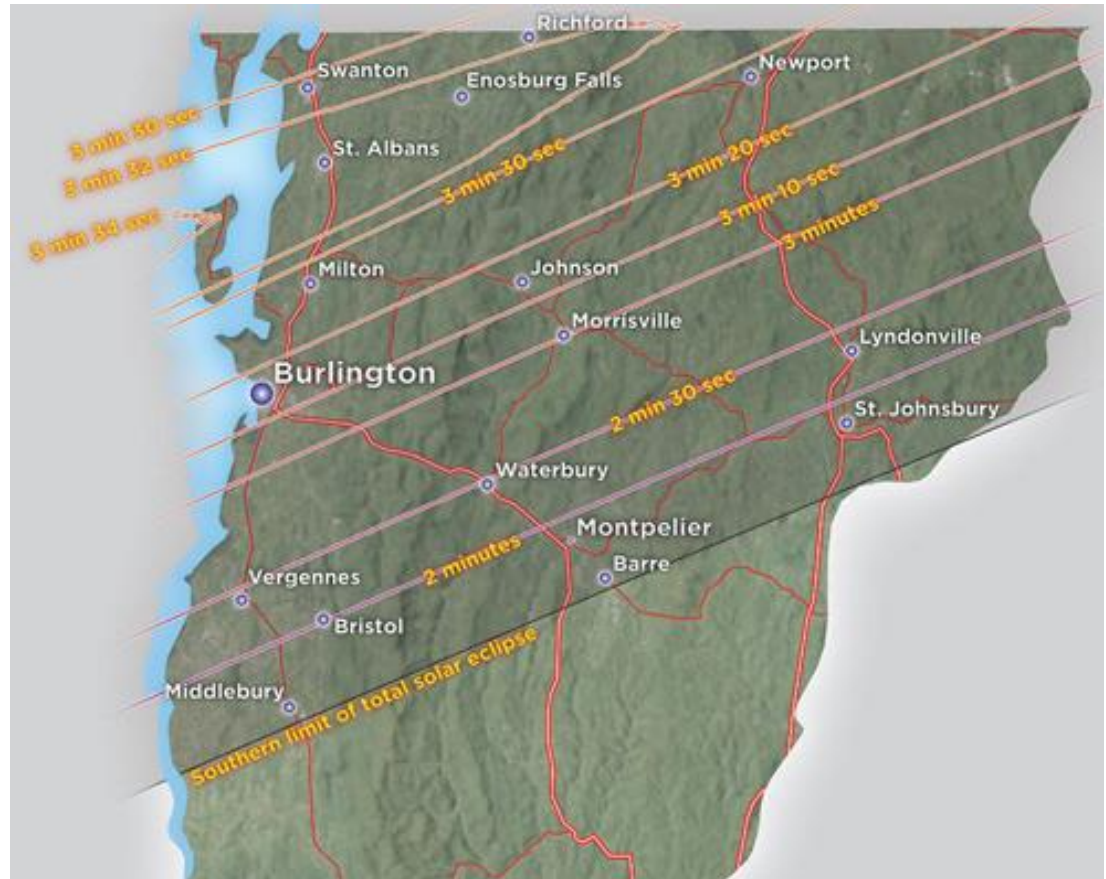 Richford
Swanton
Newport
Enosburg Falls
3 min 30 sec
3 min 32 sec
St. Albans
3 min 30 sec
3 min 20 sec
3 min 10 sec
3 min 34 sec
3 minutes
Milton
Johnson
Morrisville
Lyndonville
Burlington
2 min 30 sec
St. Johnsbury
Waterbury
Montpelier
2 minutes
Barre
Vergennes
Bristol
Southern limit of total solar eclipse
Middlebury